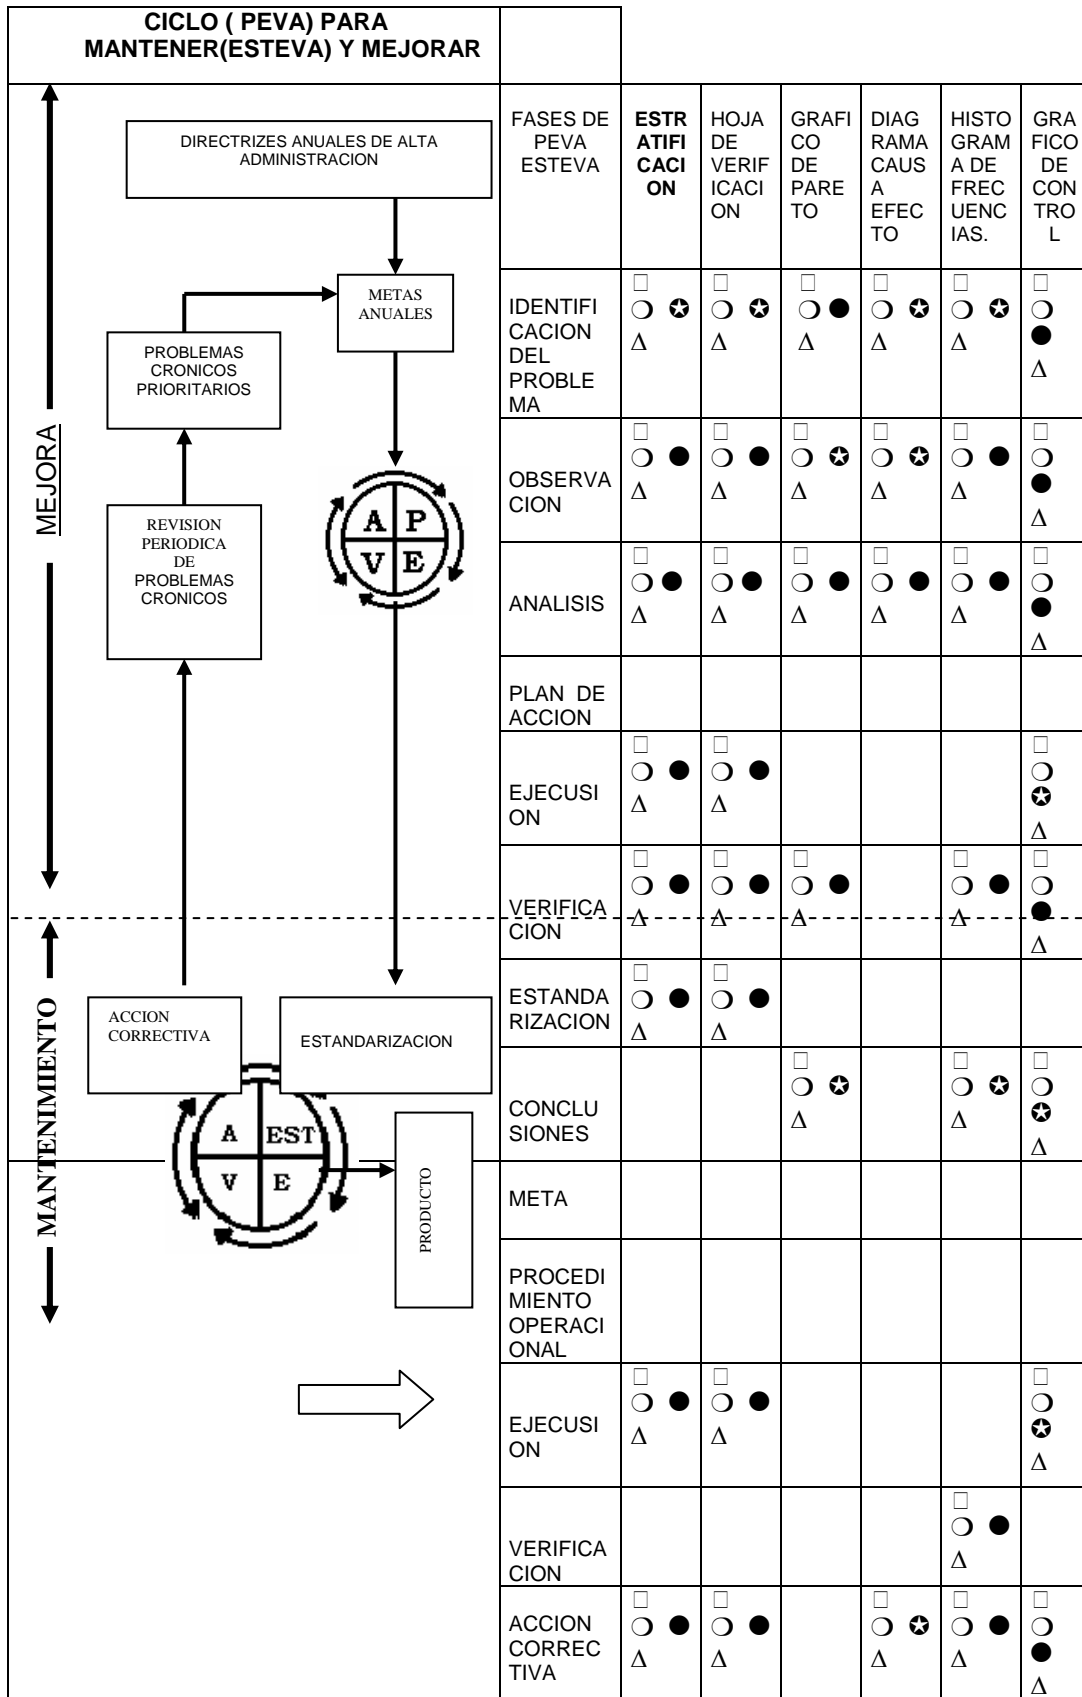 CICLO ( PEVA) PARA
MANTENER(ESTEVA) Y MEJORAR
DIRECTRIZES ANUALES DE ALTA
ADMINISTRACION
METAS
ANUALES
PROBLEMAS
CRONICOS
PRIORITARIOS
MEJORA
REVISION
PERIODICA
DE
PROBLEMAS
CRONICOS
A P
V E
MANTENIMIENTO
ACCION
CORRECTIVA
ESTANDARIZACION
A EST
V E
PRODUCTO
FASES DE
PEVA
ESTEVA
ESTR
ATIFI
CACI
ON
HOJA
DE
VERIF
ICACI
ON
GRAFI
CO
DE
PARE
TO
DIAG
RAMA
CAUS
A
EFEC
TO
HISTO
GRAM
A DE
FREC
UENC
IAS.
GRA
FICO
DE
CON
TRO
L
IDENTIFI
CACION
DEL
PROBLE
MA
□ □ □ □ □ □
❍ ✪ ❍ ✪ ❍ ● ❍ ✪ ❍ ✪ ❍
●
Δ Δ Δ Δ Δ Δ
OBSERVA
CION
□ □ □ □ □ □
❍ ● ❍ ● ❍ ✪ ❍ ✪ ❍ ● ❍
●
Δ Δ Δ Δ Δ Δ
ANALISIS
□ □ □ □ □ □
❍ ● ❍ ● ❍ ● ❍ ● ❍ ● ❍
●
Δ Δ Δ Δ Δ Δ
PLAN DE
ACCION
EJECUSI
ON
□ □ □
❍ ● ❍ ● ❍
✪
Δ Δ Δ
VERIFICA
CION
□ □ □ □ □
❍ ● ❍ ● ❍ ● ❍ ● ❍
●
Δ Δ Δ Δ Δ
ESTANDA
RIZACION
□ □
❍ ● ❍ ●
Δ Δ
CONCLU
SIONES
□ □ □
❍ ✪ ❍ ✪ ❍
✪
Δ Δ Δ
META
PROCEDI
MIENTO
OPERACI
ONAL
EJECUSI
ON
□ □ □
❍ ● ❍ ● ❍
✪
Δ Δ Δ
VERIFICA
CION
□
❍ ●
Δ
ACCION
CORREC
TIVA
□ □ □ □ □
❍ ● ❍ ● ❍ ✪ ❍ ● ❍
●
Δ Δ Δ Δ Δ